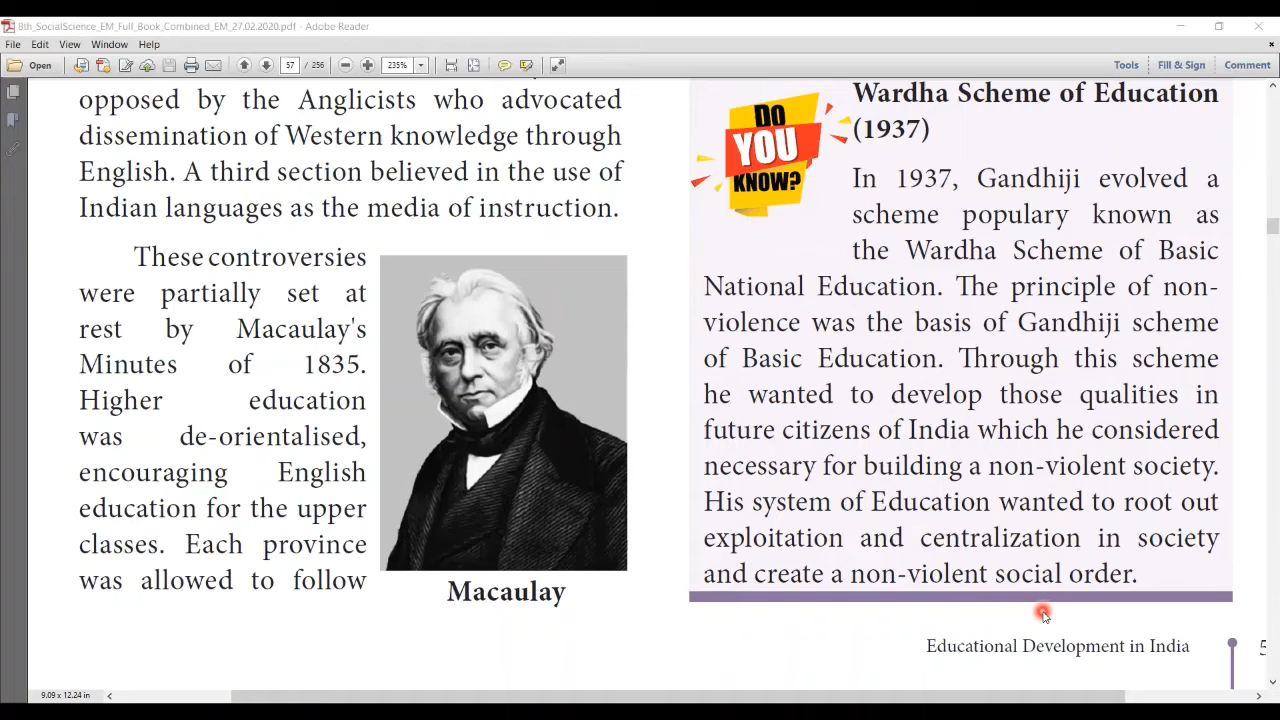 8th_SocialScience_EM_Full_Book_Combined_EM_27.02.2020.pdf - Adobe Reader
File Edit View Window Help
Open 57 / 256 235% Tools Fill & Sign Comment
opposed by the Anglicists who advocated
dissemination of Western knowledge through
English. A third section believed in the use of
Indian languages as the media of instruction.
These controversies
were partially set at
rest by Macaulay's
Minutes of 1835.
Higher education
was de-orientalised,
encouraging English
education for the upper
classes. Each province
was allowed to follow
Macaulay
DO
YOU
KNOW?
Wardha Scheme of Education
(1937)
In 1937, Gandhiji evolved a
scheme populary known as
the Wardha Scheme of Basic
National Education. The principle of non-
violence was the basis of Gandhiji scheme
of Basic Education. Through this scheme
he wanted to develop those qualities in
future citizens of India which he considered
necessary for building a non-violent society.
His system of Education wanted to root out
exploitation and centralization in society
and create a non-violent social order.
Educational Development in India
9.09 x 12.24 in